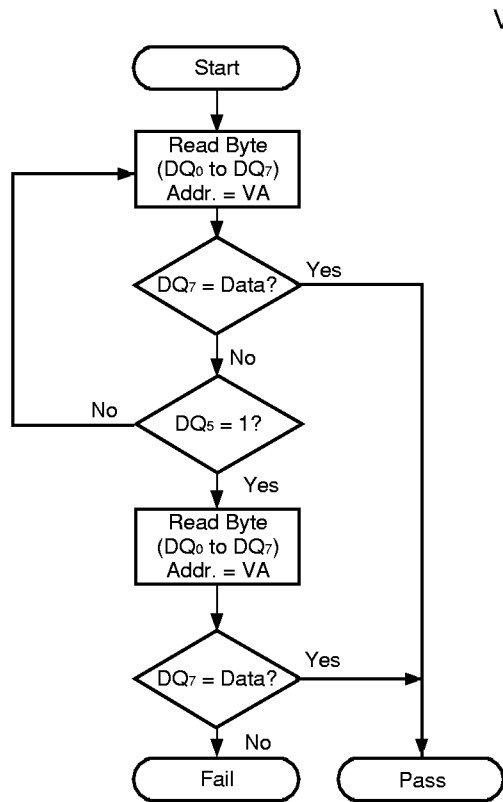 V
Start
Read Byte
(DQ₀ to DQ₇)
Addr. = VA
DQ₇ = Data?
Yes
No
DQ₅ = 1?
No
Yes
Read Byte
(DQ₀ to DQ₇)
Addr. = VA
DQ₇ = Data?
Yes
No
Fail
Pass